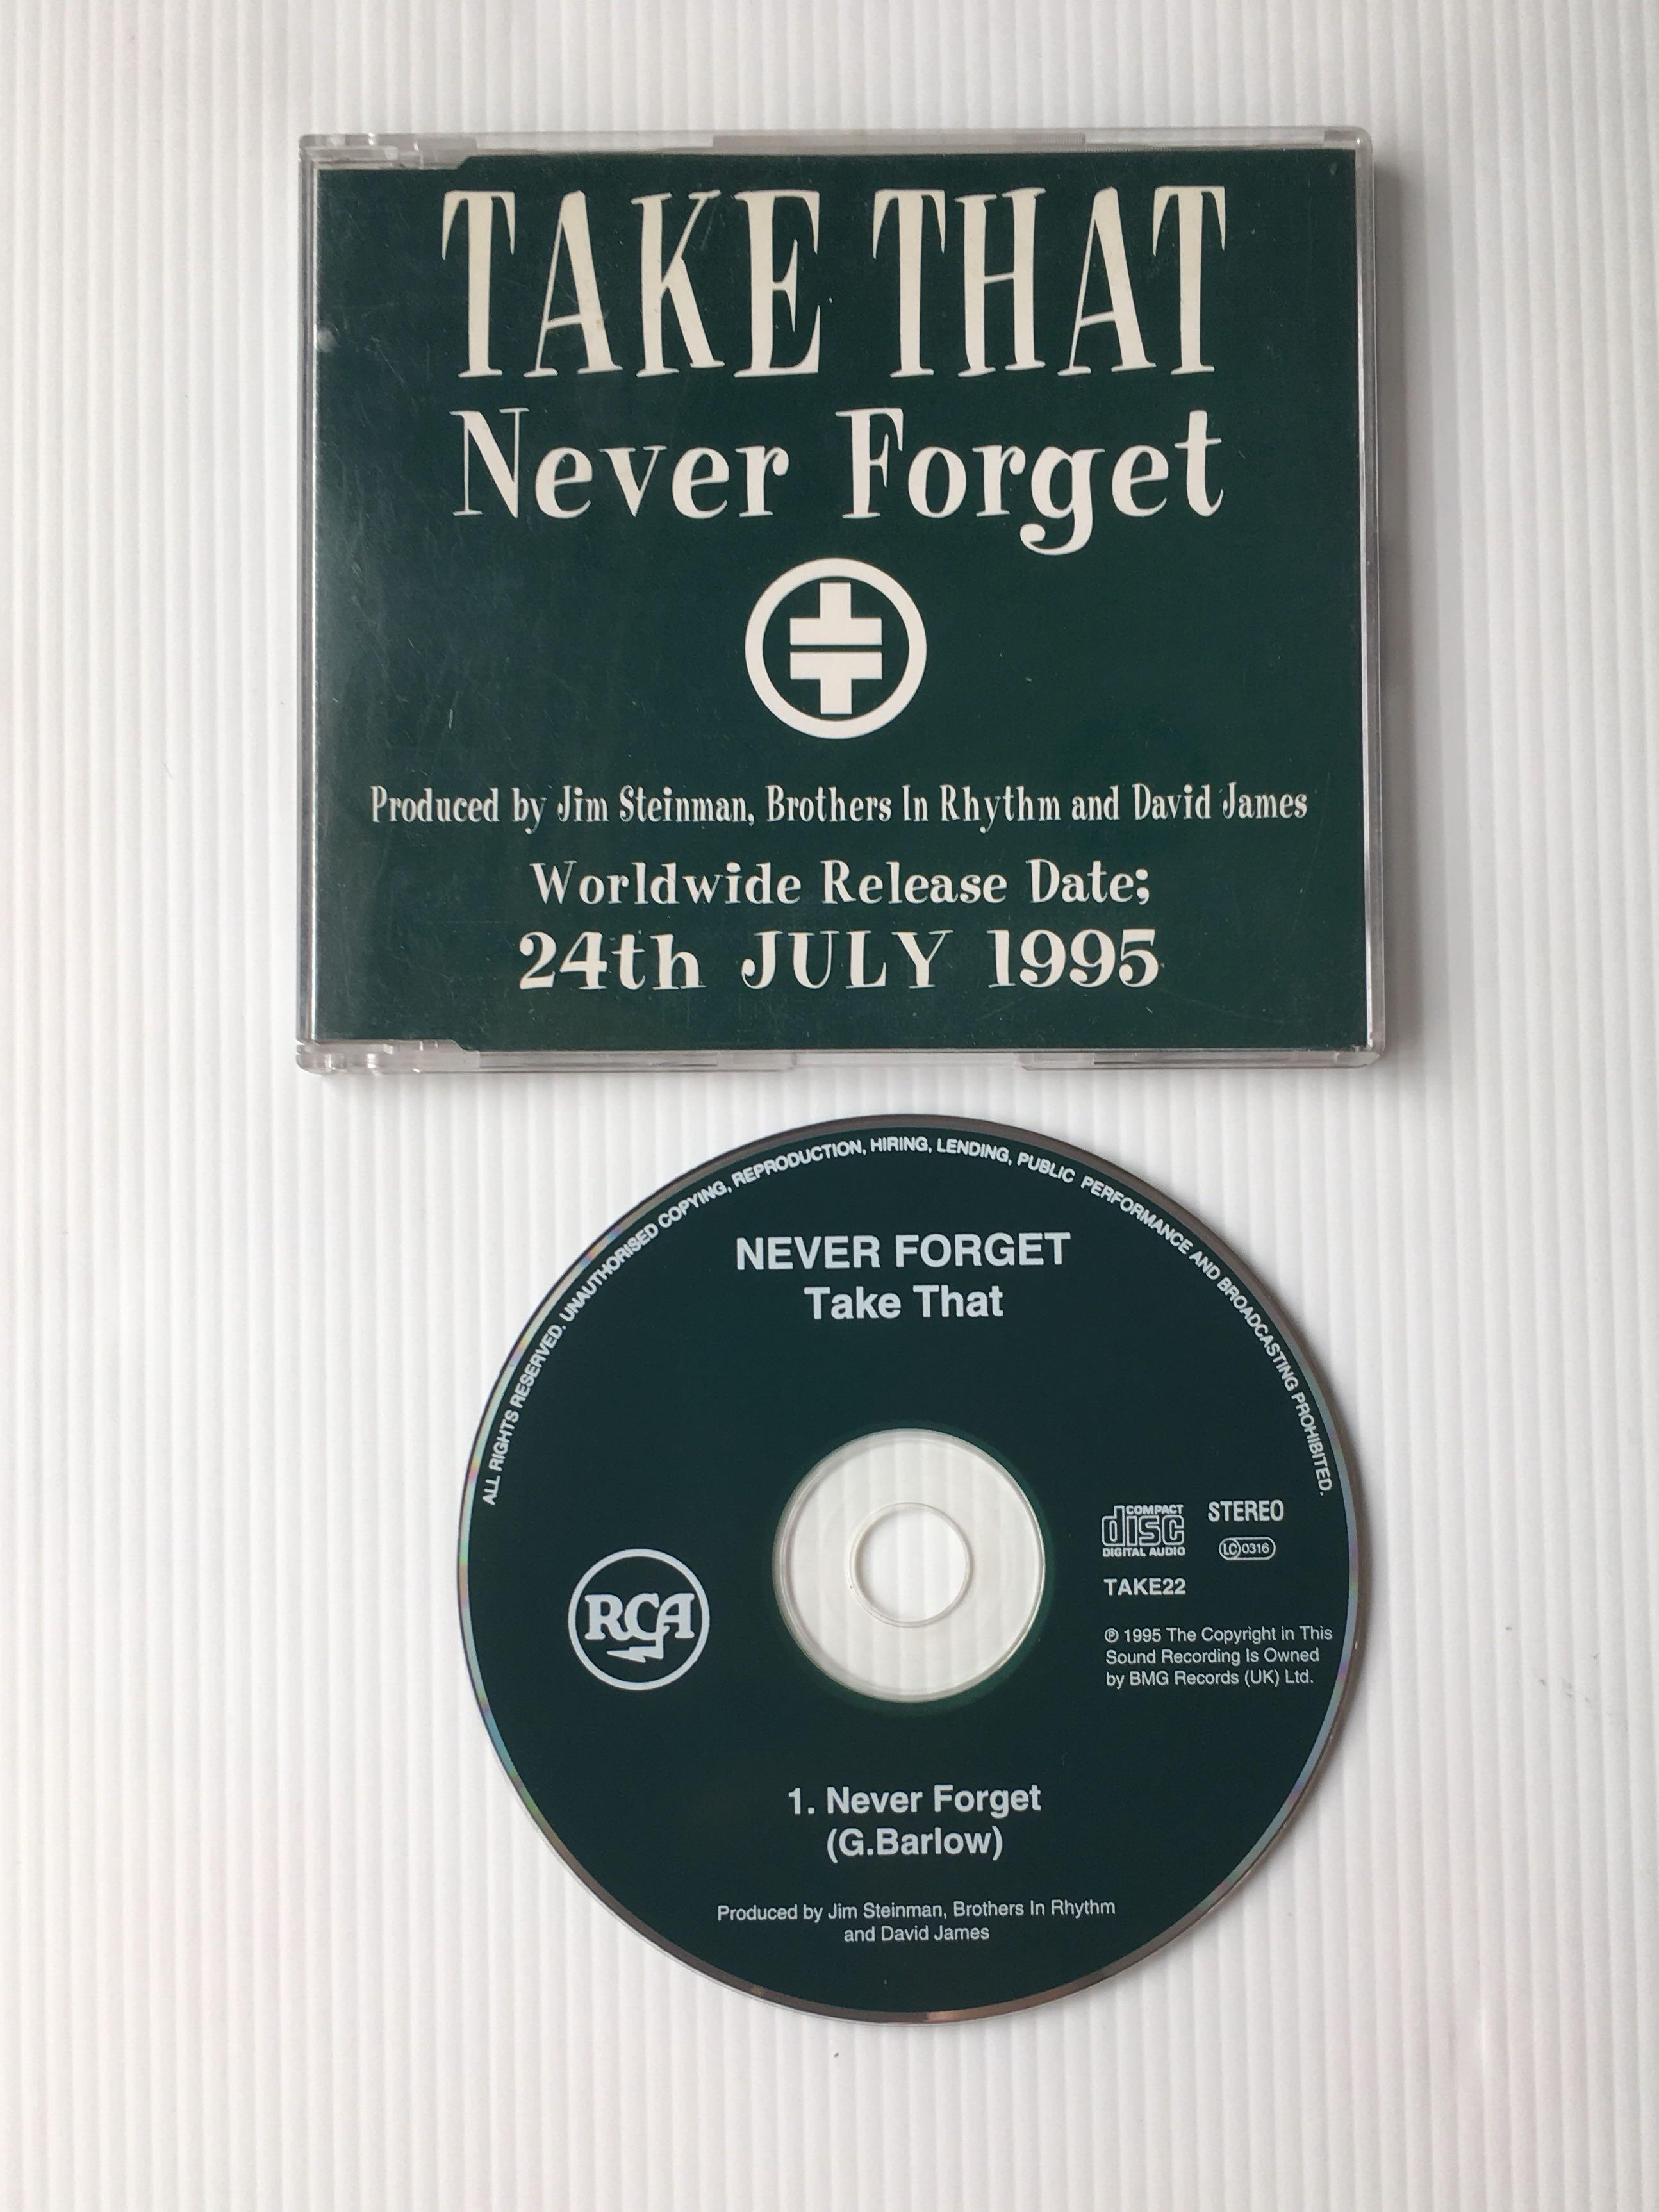 TAKE THAT
Never Forget
Produced by Jim Steinman, Brothers In Rhythm and David James
Worldwide Release Date;
24th JULY 1995
ALL RIGHTS RESERVED. UNAUTHORISED COPYING, REPRODUCTION, HIRING, LENDING, PUBLIC PERFORMANCE AND BROADCASTING PROHIBITED.
NEVER FORGET
Take That
COMPACT
disc
DIGITAL AUDIO
STEREO
LC 0316
TAKE22
RCA
℗ 1995 The Copyright in This
Sound Recording Is Owned
by BMG Records (UK) Ltd.
1. Never Forget
(G.Barlow)
Produced by Jim Steinman, Brothers In Rhythm
and David James